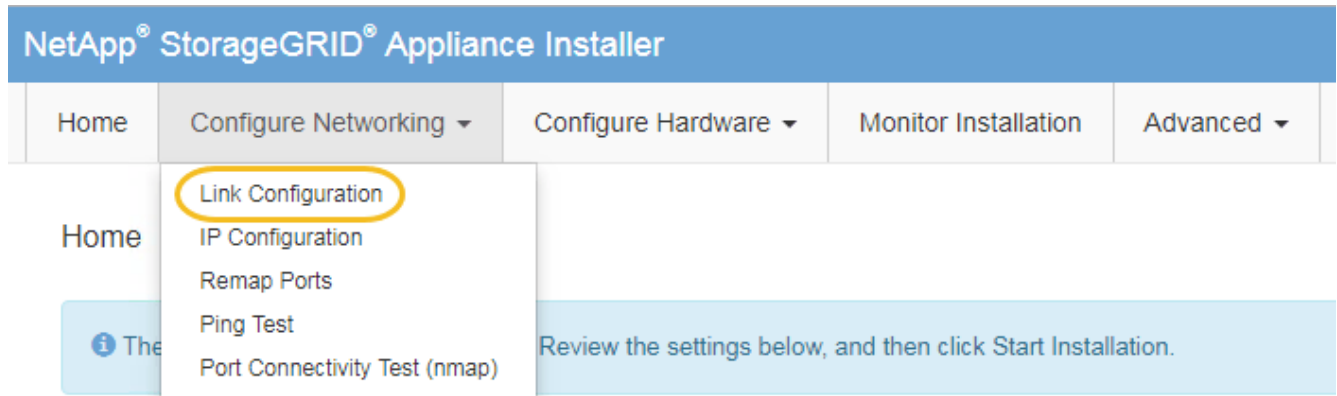 NetApp® StorageGRID® Appliance Installer
Home Configure Networking Configure Hardware Monitor Installation Advanced
Link Configuration
Home IP Configuration
Remap Ports
Ping Test
The Review the settings below, and then click Start Installation.
Port Connectivity Test (nmap)